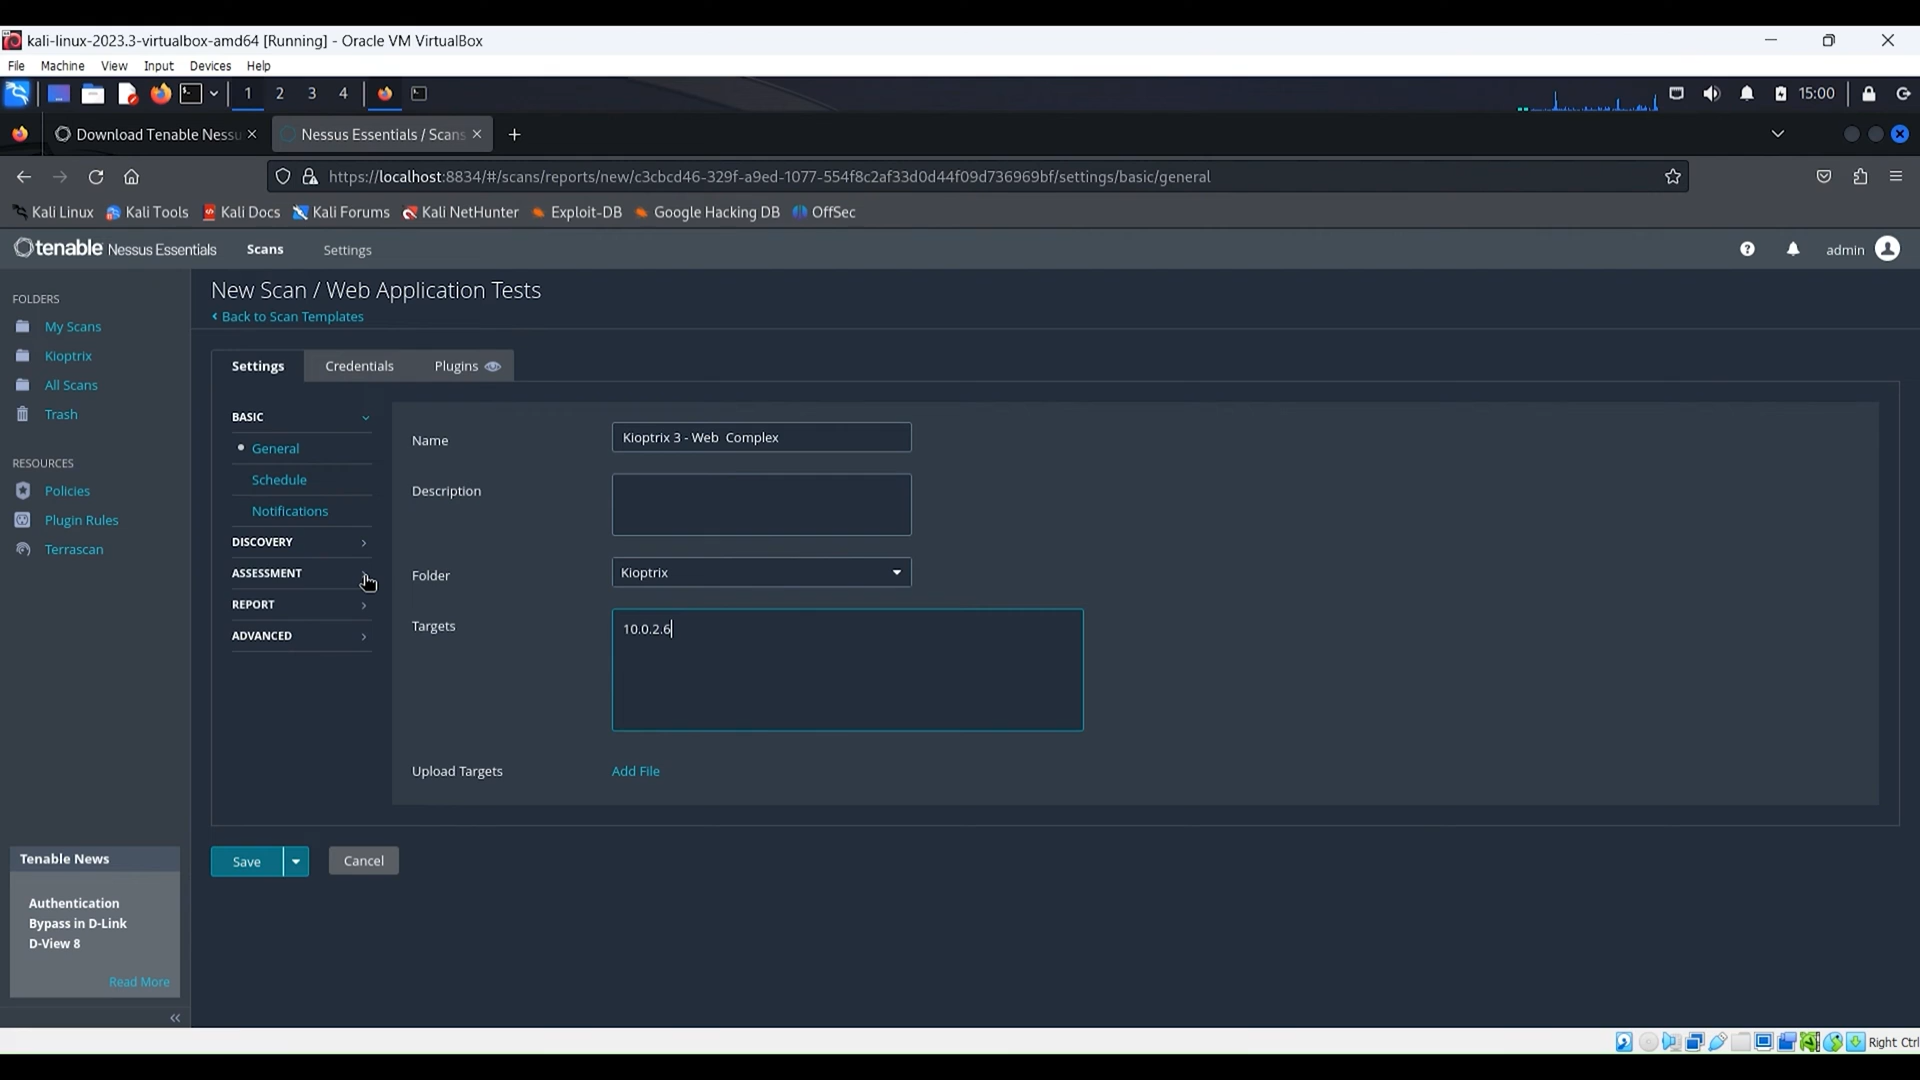 kali-linux-2023.3-virtualbox-amd64 [Running] - Oracle VM VirtualBox
File Machine View Input Devices Help
1 2 3 4 15:00
Download Tenable Nessu Nessus Essentials / Scans
https://localhost:8834/#/scans/reports/new/c3cbcd46-329f-a9ed-1077-554f8c2af33d0d44f09d736969bf/settings/basic/general
Kali Linux Kali Tools Kali Docs Kali Forums Kali NetHunter Exploit-DB Google Hacking DB OffSec
tenable Nessus Essentials Scans Settings admin
FOLDERS
My Scans
Kioptrix
All Scans
Trash
RESOURCES
Policies
Plugin Rules
Terrascan
New Scan / Web Application Tests
Back to Scan Templates
Settings Credentials Plugins
BASIC
General
Schedule
Notifications
DISCOVERY
ASSESSMENT
REPORT
ADVANCED
Name Kioptrix 3 - Web  Complex
Description
Folder Kioptrix
Targets 10.0.2.6
Upload Targets Add File
Save Cancel
Tenable News
Authentication
Bypass in D-Link
D-View 8
Read More
Right Ctrl